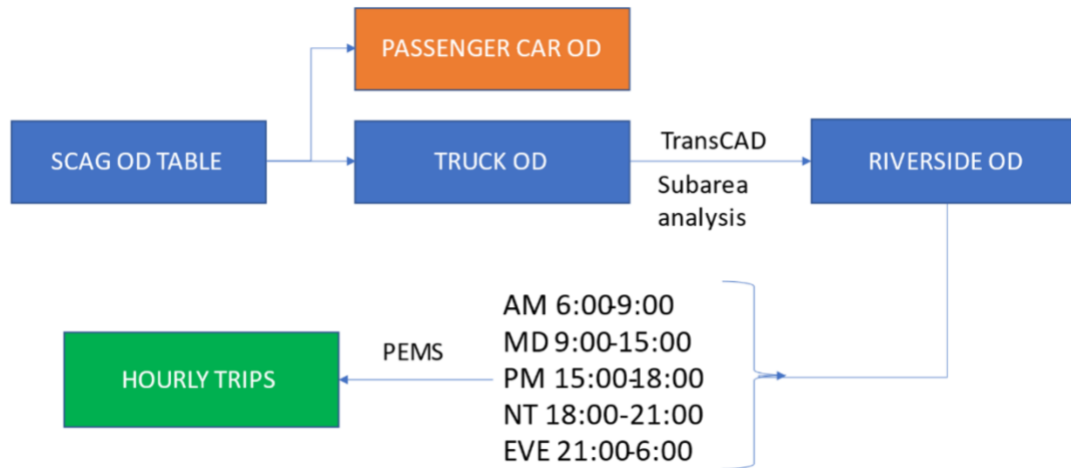 PASSENGER CAR OD
SCAG OD TABLE
TRUCK OD
TransCAD
Subarea
analysis
RIVERSIDE OD
AM 6:00-9:00
MD 9:00-15:00
PM 15:00-18:00
NT 18:00-21:00
EVE 21:00-6:00
PEMS
HOURLY TRIPS